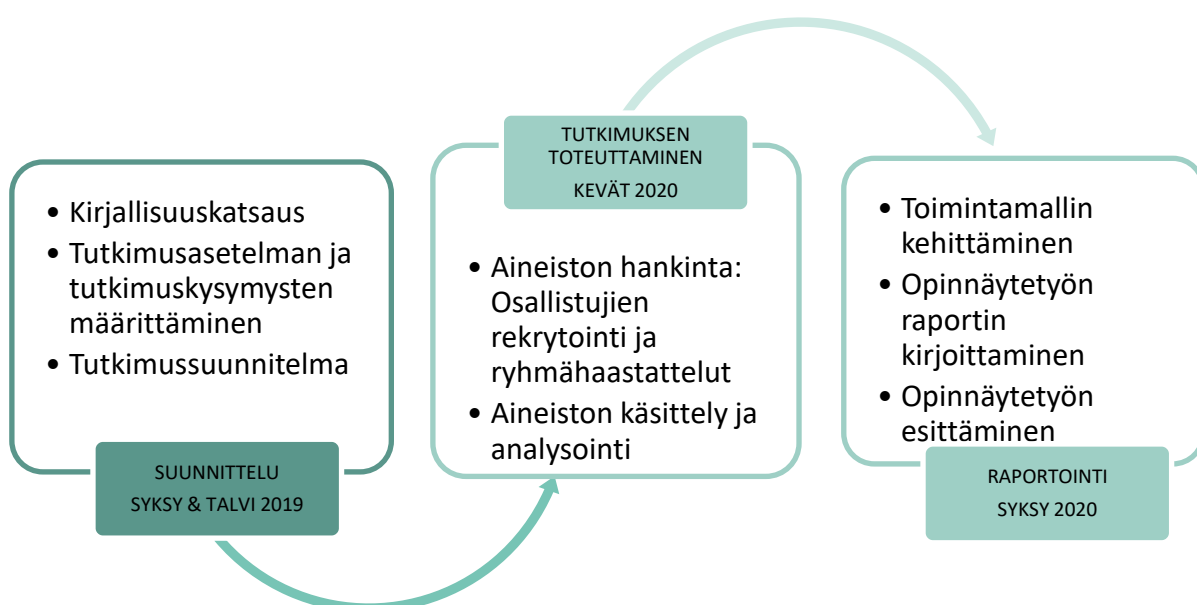 • Kirjallisuuskatsaus
• Tutkimusasetelman ja
tutkimuskysymysten
määrittäminen
• Tutkimussuunnitelma
SUUNNITTELU
SYKSY & TALVI 2019
TUTKIMUKSEN
TOTEUTTAMINEN
KEVÄT 2020
• Aineiston hankinta:
Osallistujien
rekrytointi ja
ryhmähaastattelut
• Aineiston käsittely ja
analysointi
• Toimintamallin
kehittäminen
• Opinnäytetyön
raportin
kirjoittaminen
• Opinnäytetyön
esittäminen
RAPORTOINTI
SYKSY 2020